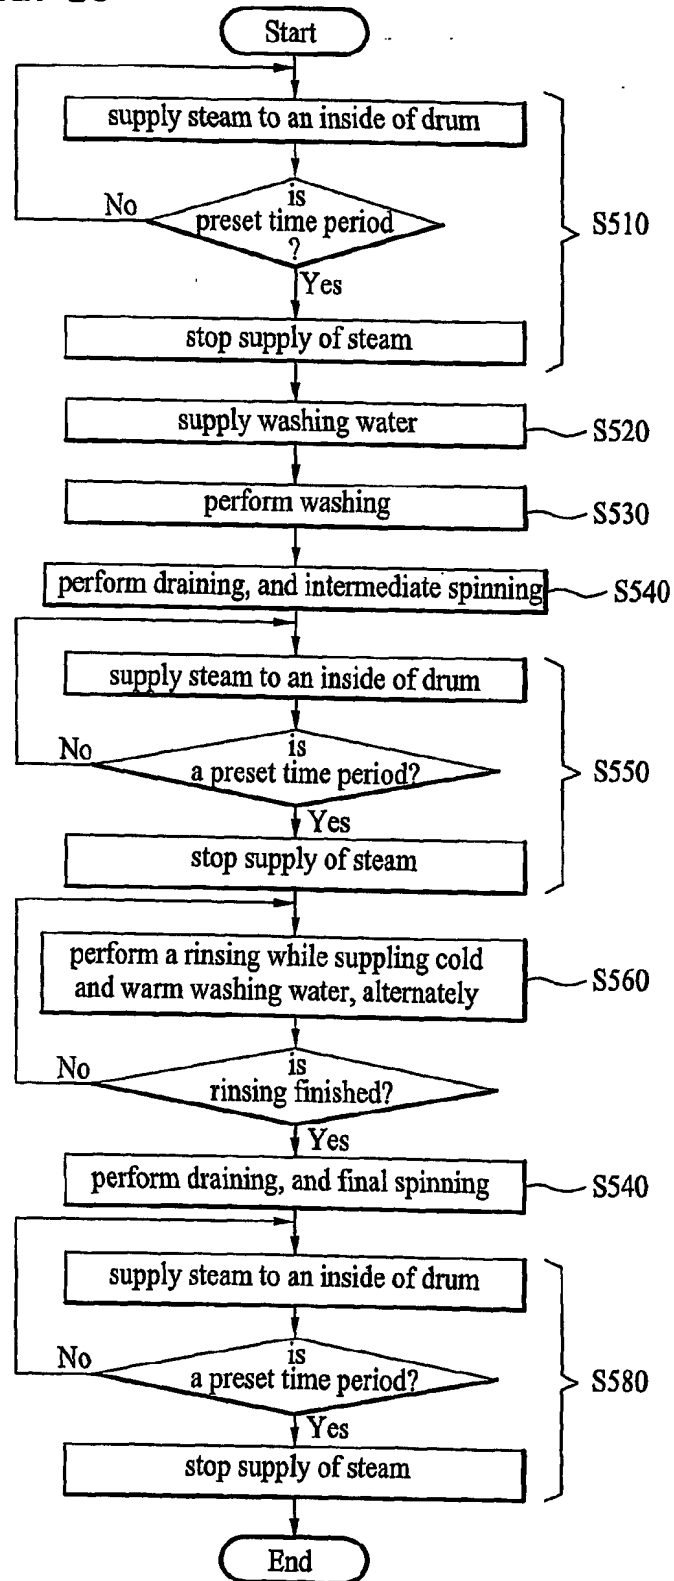 Start
supply steam to an inside of drum
is
preset time period
?
No
Yes
stop supply of steam
S510
supply washing water
S520
perform washing
S530
perform draining, and intermediate spinning
S540
supply steam to an inside of drum
is
a preset time period?
No
Yes
stop supply of steam
S550
perform a rinsing while suppling cold
and warm washing water, alternately
S560
is
rinsing finished?
No
Yes
perform draining, and final spinning
S540
supply steam to an inside of drum
is
a preset time period?
No
Yes
stop supply of steam
S580
End